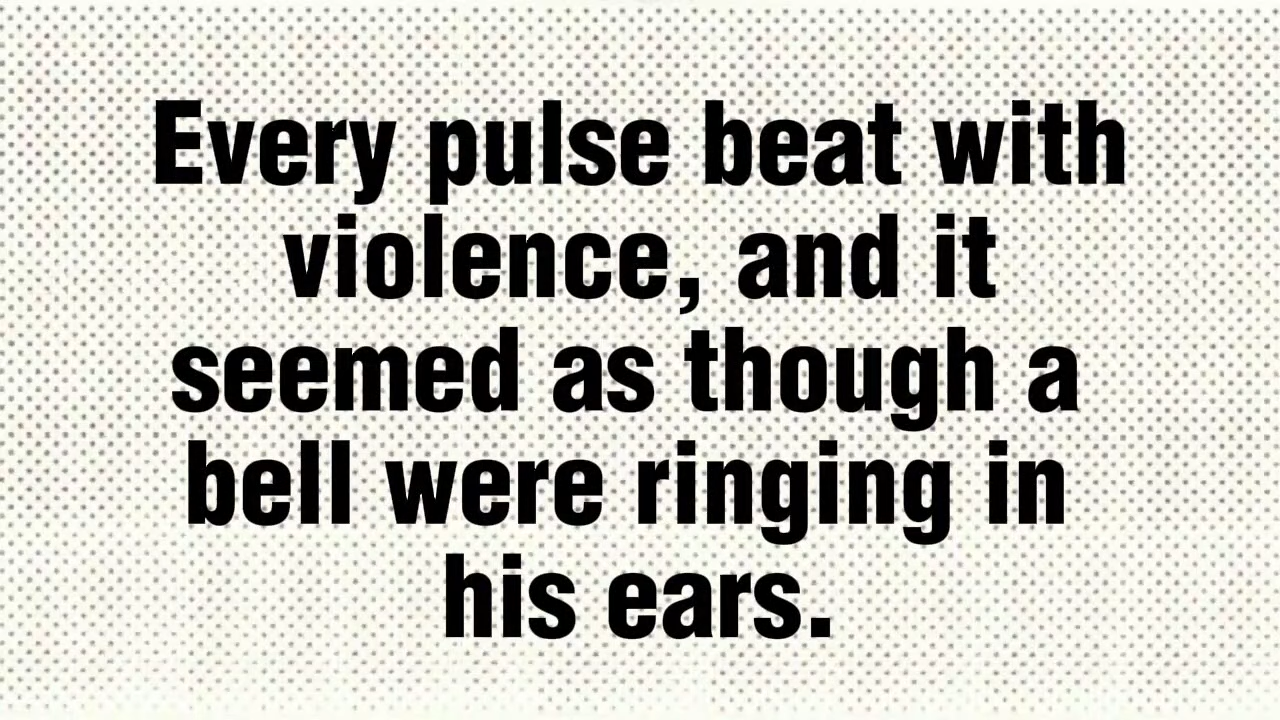 Every pulse beat with
violence, and it
seemed as though a
bell were ringing in
his ears.